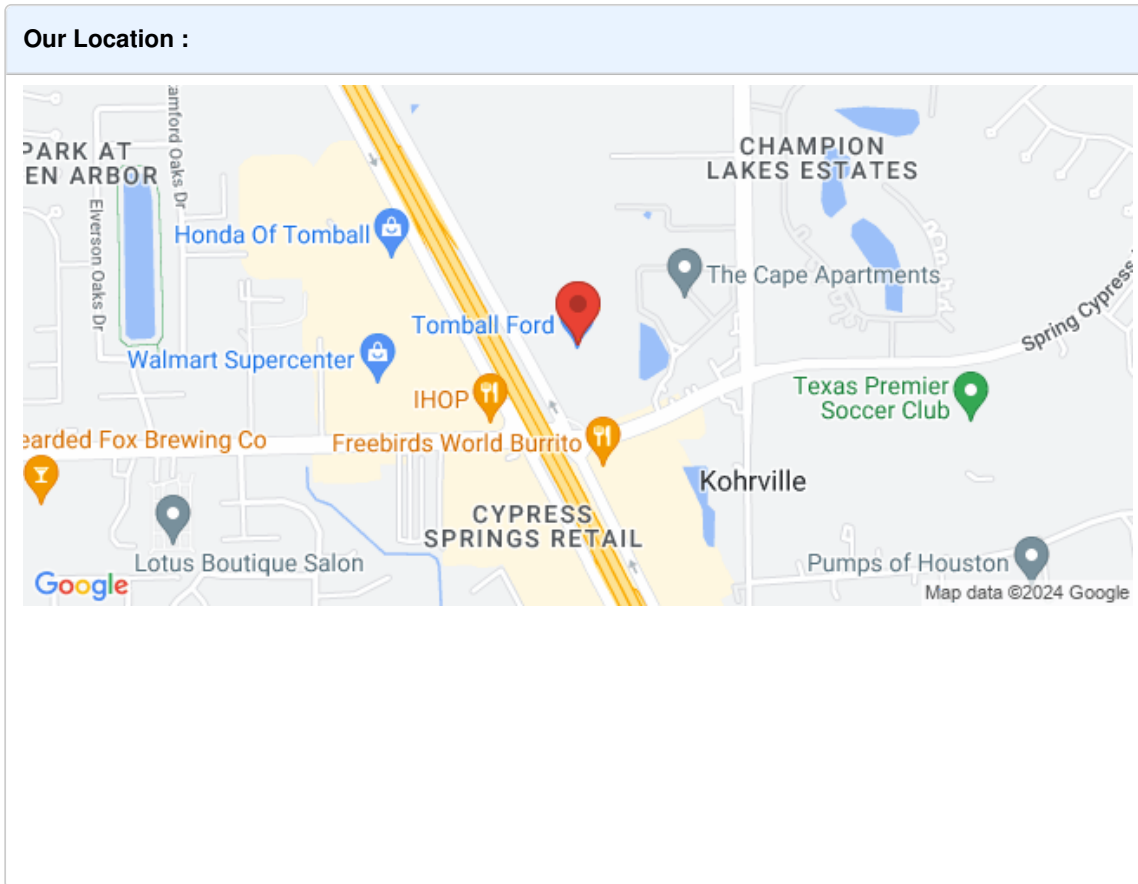 Our Location :
amford Oaks Dr
PARK AT
EN ARBOR
CHAMPION
LAKES ESTATES
Elverson Oaks Dr
Honda Of Tomball
The Cape Apartments
Tomball Ford
Spring Cypress
Walmart Supercenter
IHOP
Texas Premier
Soccer Club
earded Fox Brewing Co
Freebirds World Burrito
Kohrville
CYPRESS
SPRINGS RETAIL
Lotus Boutique Salon
Pumps of Houston
Google
Map data ©2024 Google